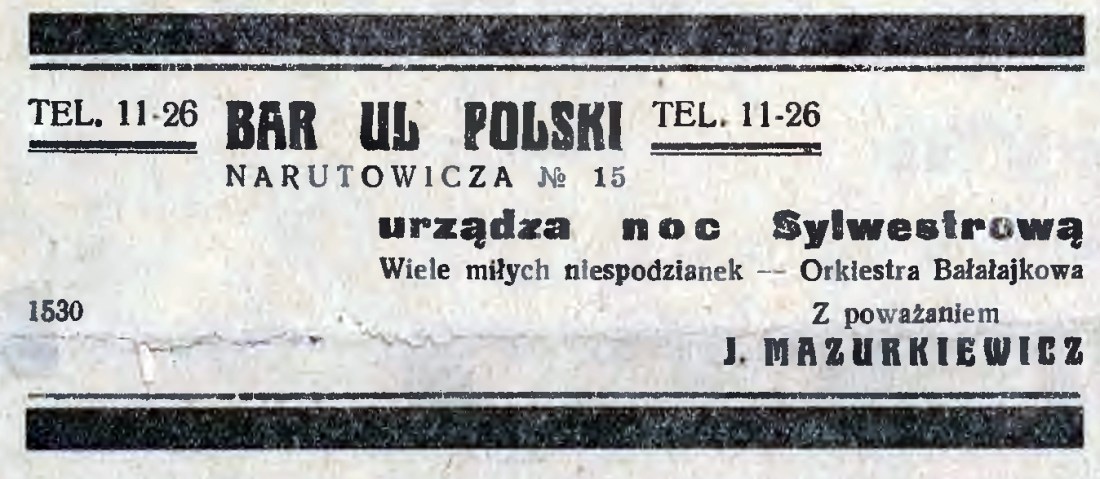 TEL. 11-26 BAR UL POLSKI TEL. 11-26
NARUTOWICZA № 15
urządza noc Sylwestrową
Wiele miłych niespodzianek — Orkiestra Bałałajkowa
1530 Z poważaniem
J. MAZURKIEWICZ